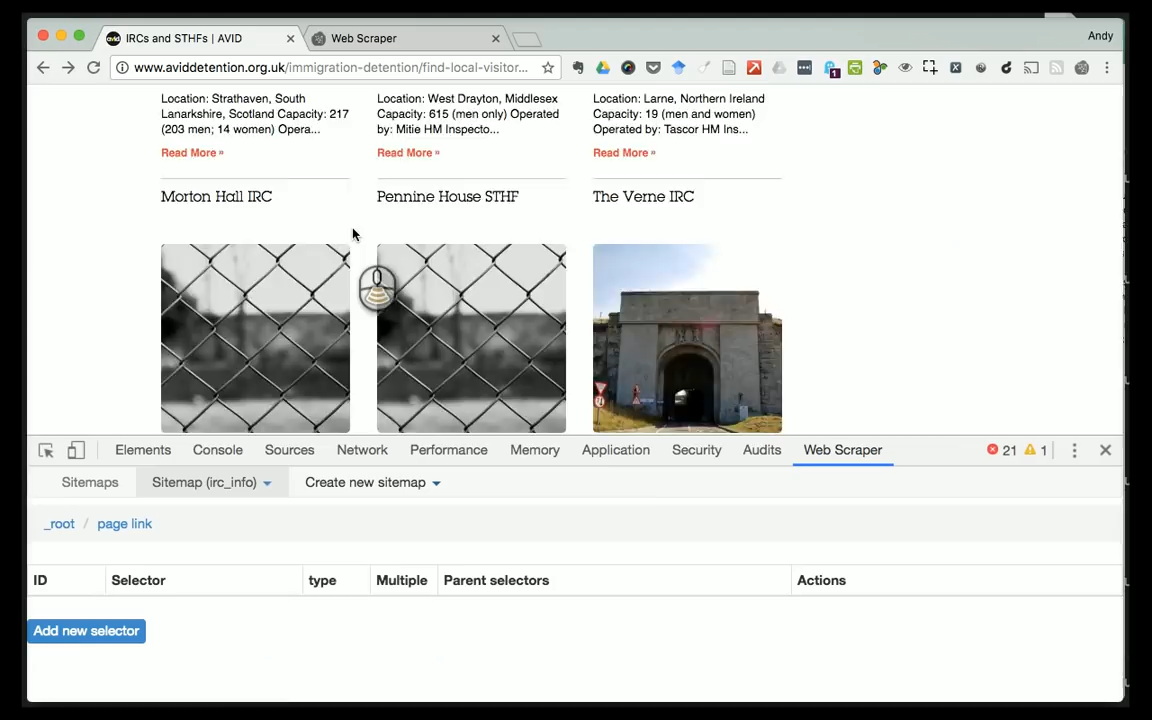 IRCs and STHFs | AVID
Web Scraper
Andy
www.aviddetention.org.uk/immigration-detention/find-local-visitor...
1
Location: Strathaven, South
Lanarkshire, Scotland Capacity: 217
(203 men; 14 women) Opera...
Read More »
Location: West Drayton, Middlesex
Capacity: 615 (men only) Operated
by: Mitie HM Inspecto...
Read More »
Location: Larne, Northern Ireland
Capacity: 19 (men and women)
Operated by: Tascor HM Ins...
Read More »
Morton Hall IRC
Pennine House STHF
The Verne IRC
Elements Console Sources Network Performance Memory Application Security Audits Web Scraper 21 1
Sitemaps Sitemap (irc_info) Create new sitemap
_root / page link
ID Selector type Multiple Parent selectors Actions
Add new selector